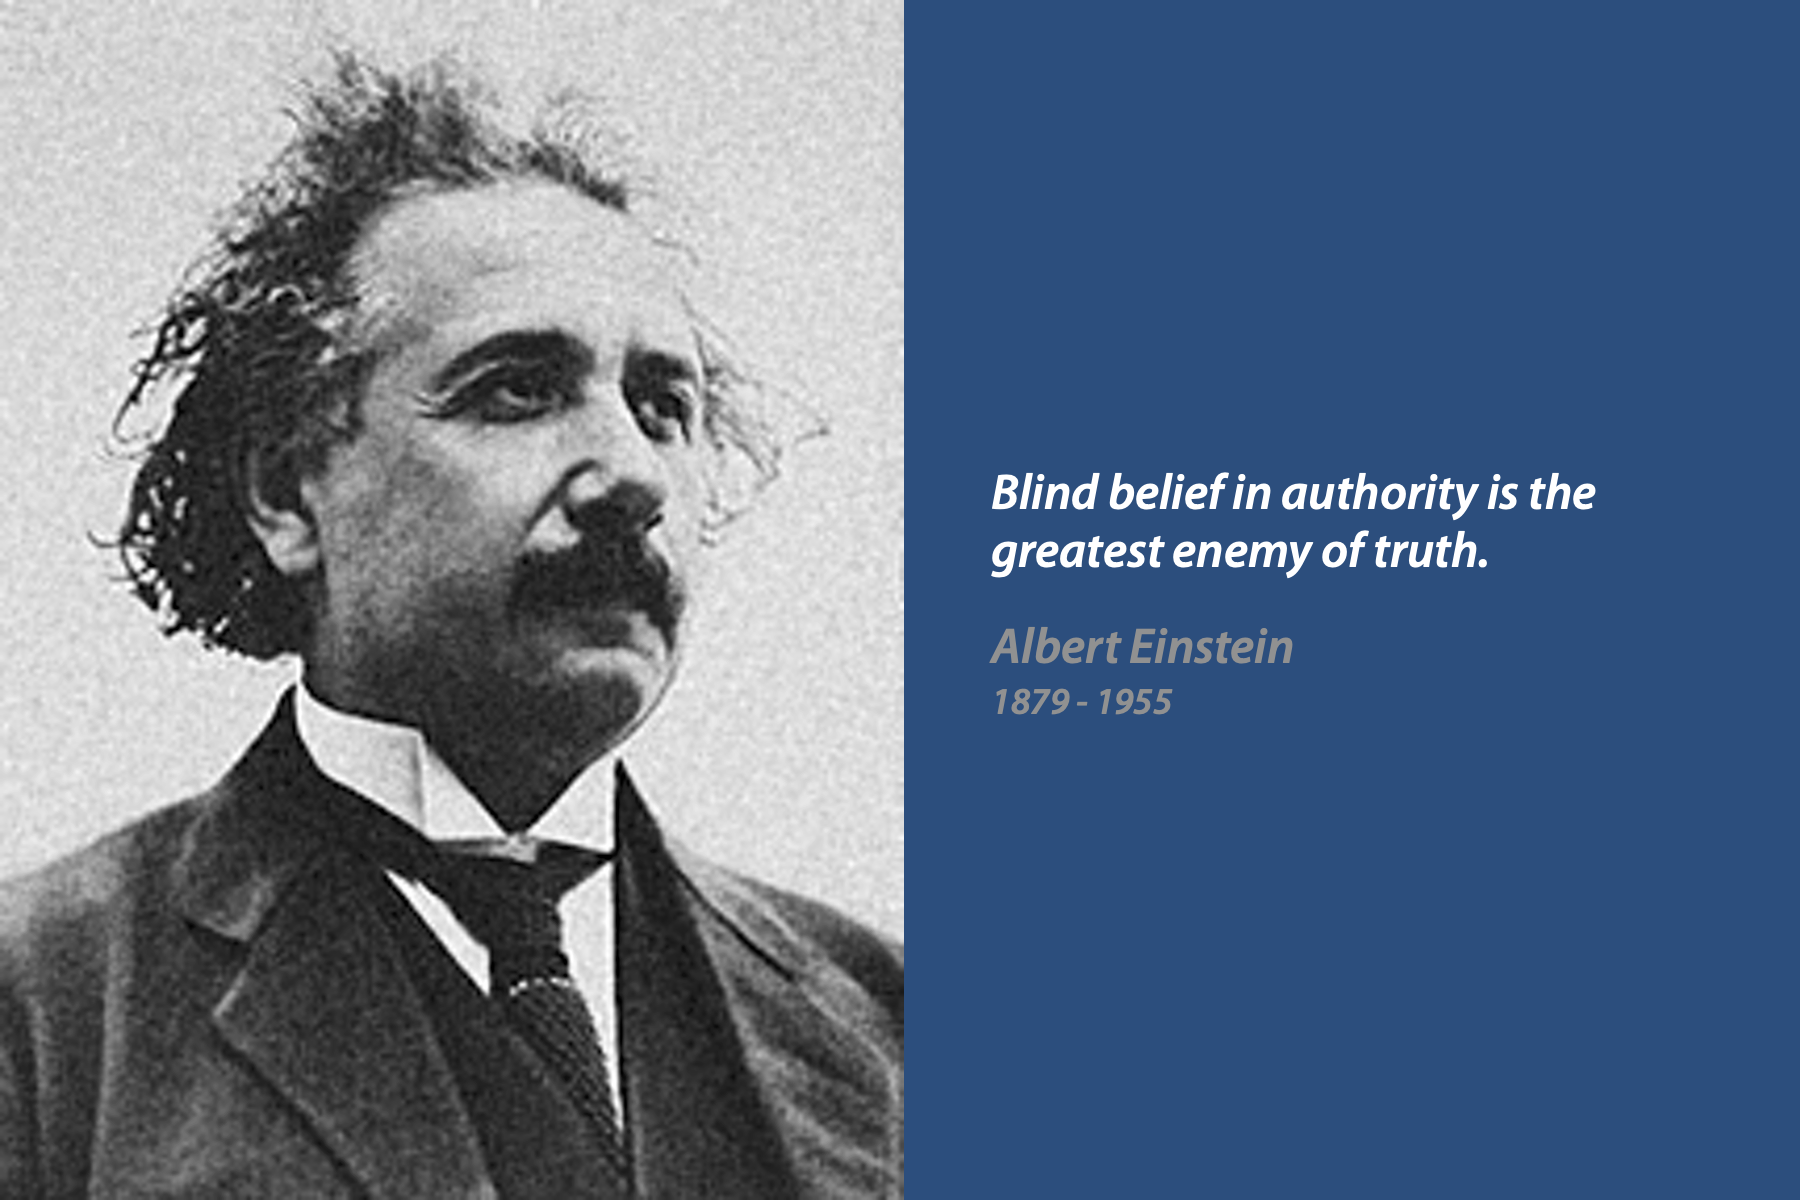 Blind belief in authority is the
greatest enemy of truth.
Albert Einstein
1879 - 1955